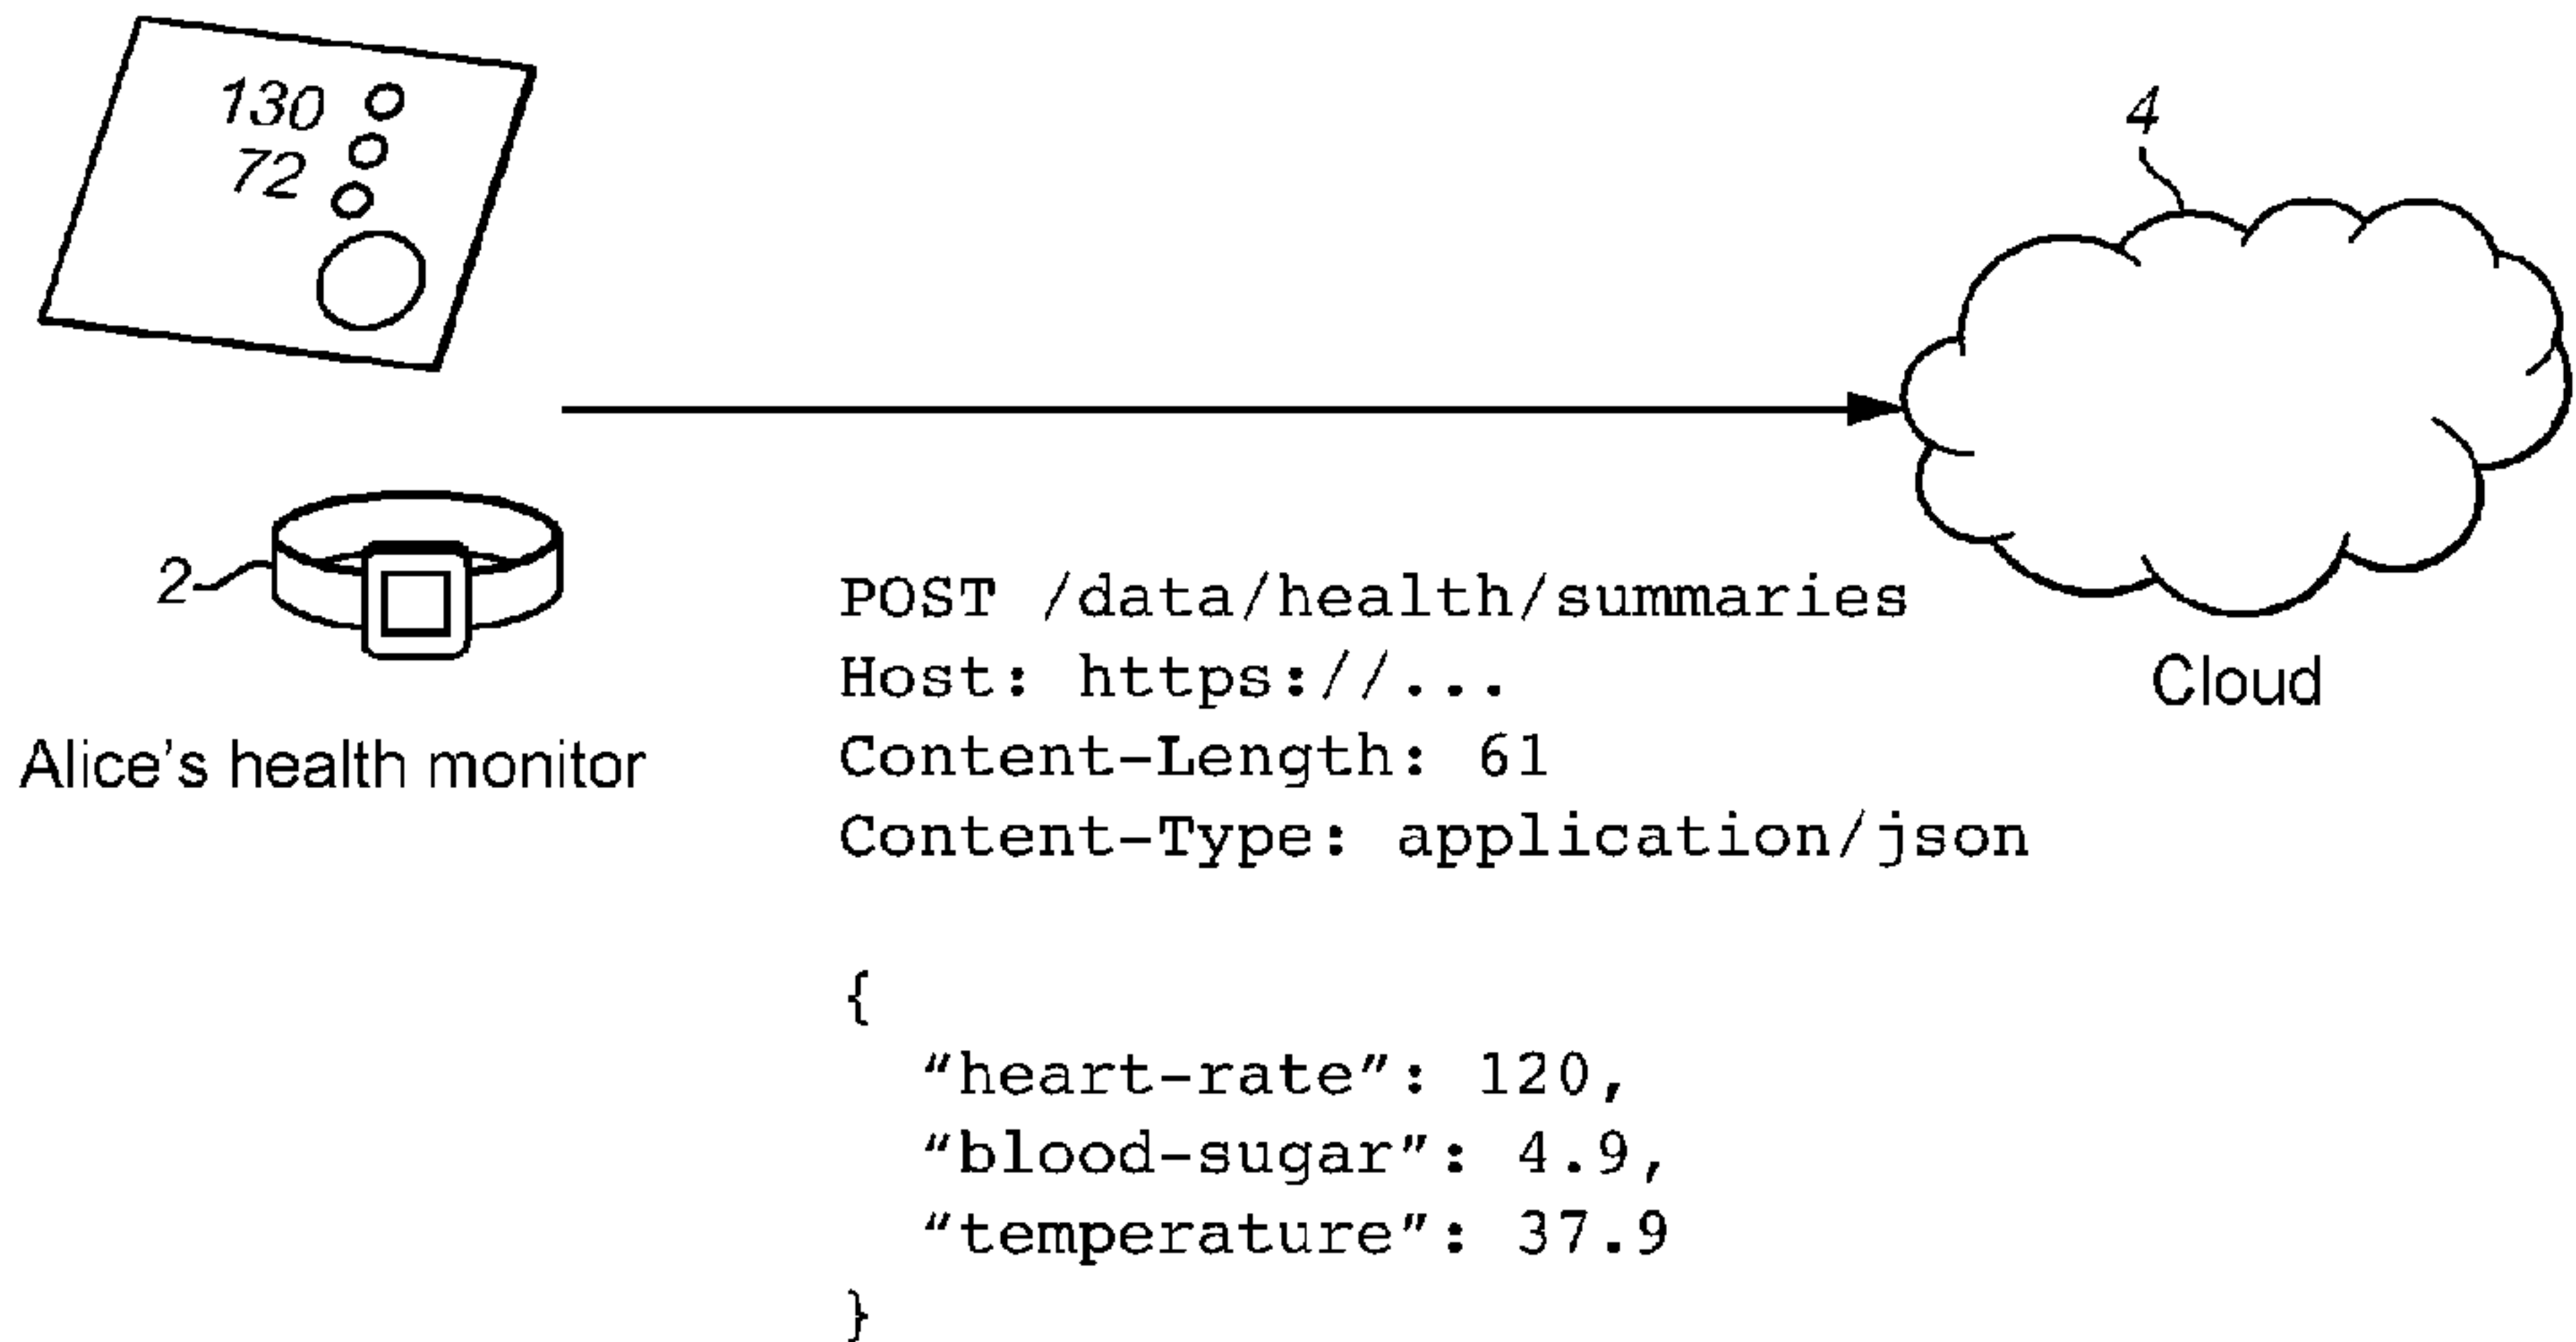 130
72
4
2
Alice's health monitor
Cloud
POST /data/health/summaries
Host: https://...
Content-Length: 61
Content-Type: application/json
{
“heart-rate”: 120,
“blood-sugar”: 4.9,
“temperature”: 37.9
}